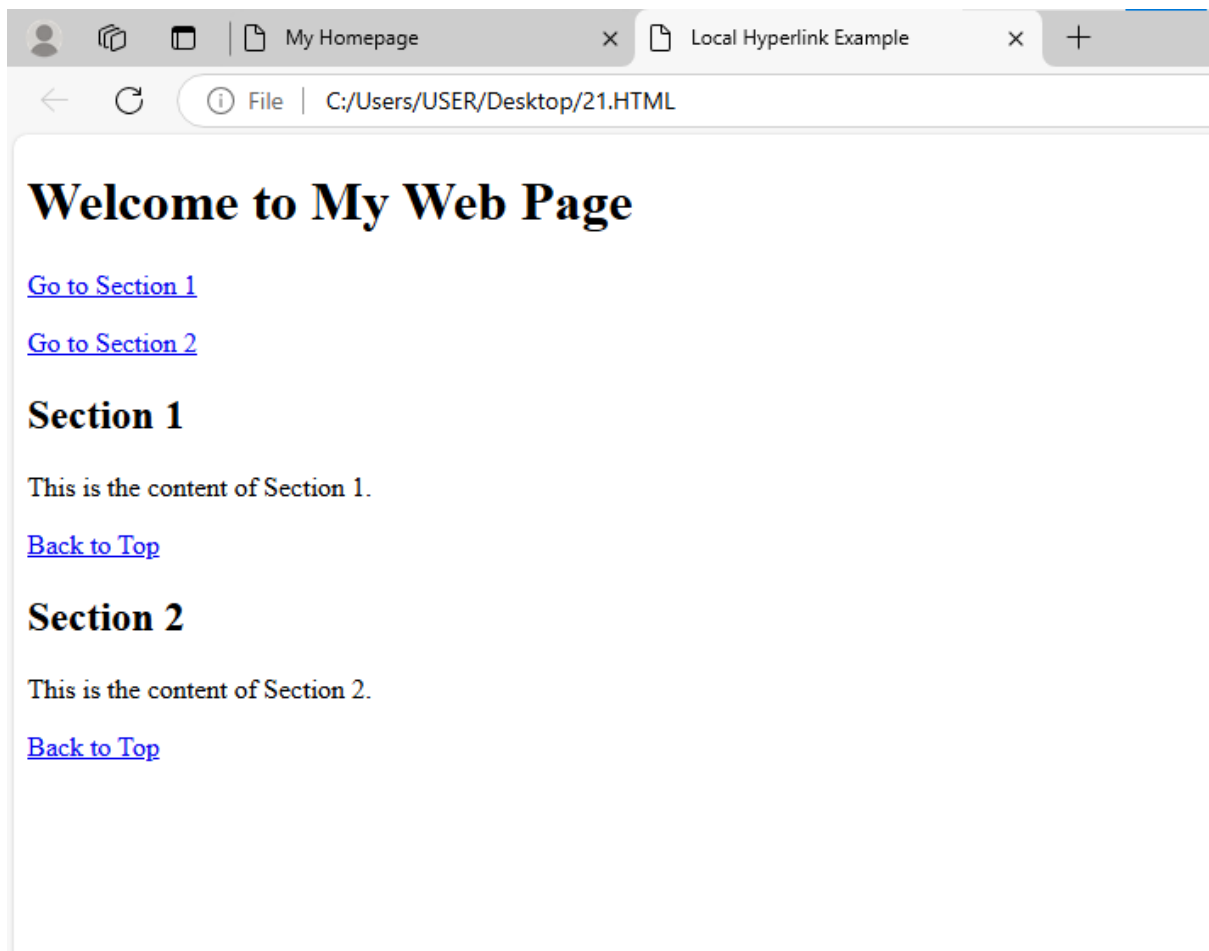 My Homepage
Local Hyperlink Example
File
C:/Users/USER/Desktop/21.HTML
Welcome to My Web Page
Go to Section 1
Go to Section 2
Section 1
This is the content of Section 1.
Back to Top
Section 2
This is the content of Section 2.
Back to Top